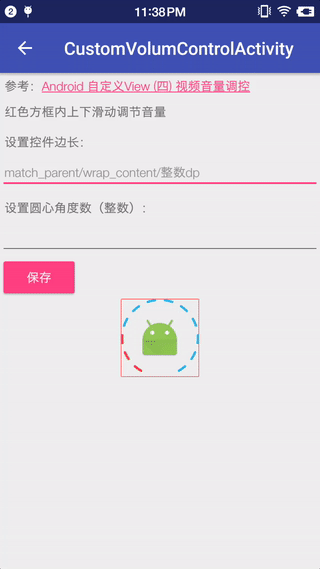 2
11:38PM
CustomVolumControlActivity
参考：Android 自定义View (四) 视频音量调控
红色方框内上下滑动调节音量
设置控件边长：
match_parent/wrap_content/整数dp
设置圆心角度数（整数）：
保存